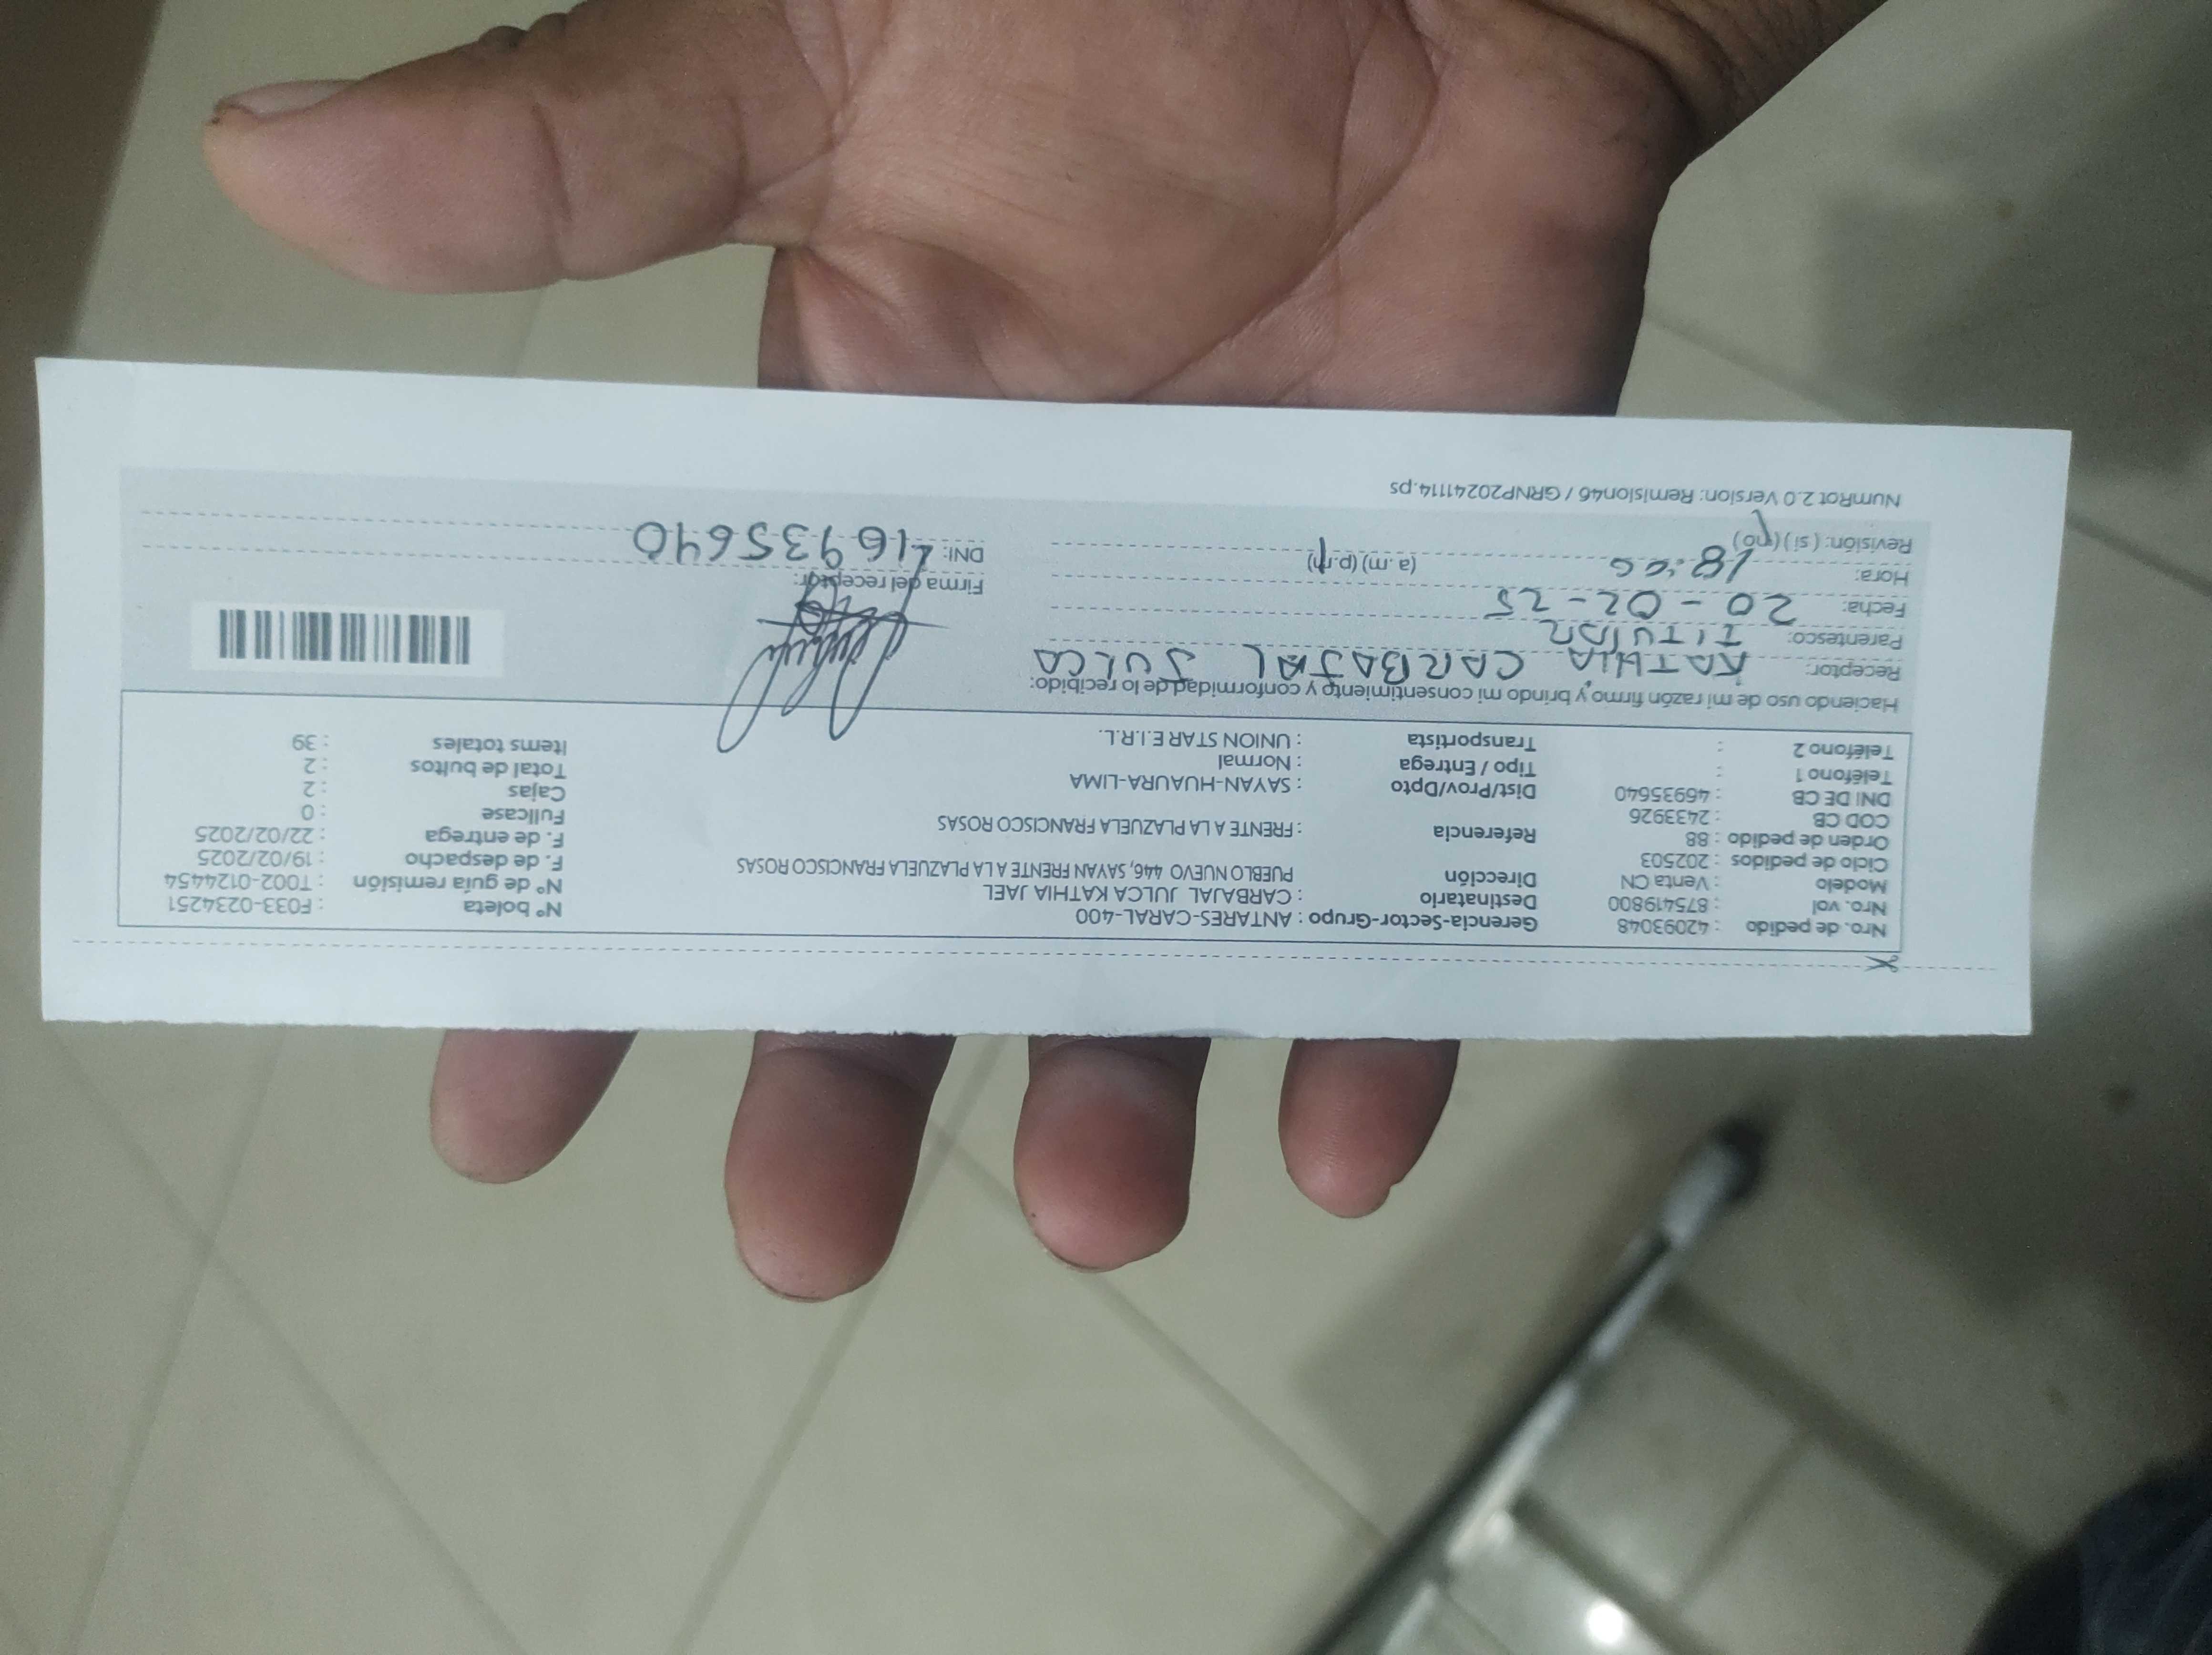 Nro. de pedido : 42093048
Nro. vol : 875419800
Modelo : Venta CN
Ciclo de pedidos : 202503
Orden de pedido : 88
COD CB : 2433926
DNI DE CB : 46935640
Teléfono 1 :
Teléfono 2 :
Gerencia-Sector-Grupo : ANTARES-CARAL-400
Destinatario : CARBAJAL JULCA KATHIA JAEL
Dirección PUEBLO NUEVO 446, SAYAN FRENTE A LA PLAZUELA FRANCISCO ROSAS
Referencia : FRENTE A LA PLAZUELA FRANCISCO ROSAS
Dist/Prov/Dpto : SAYAN-HUAURA-LIMA
Tipo / Entrega : Normal
Transportista : UNION STAR E.I.R.L.
N° boleta : F033-0234251
N° de guía remisión : T002-0124454
F. de despacho : 19/02/2025
F. de entrega : 22/02/2025
Fullcase : 0
Cajas : 2
Total de bultos : 2
Items totales : 39
Haciendo uso de mi razón firmo y brindo mi consentimiento y conformidad de lo recibido:
Receptor: KATHIA CARBAJAL JULCA
Parentesco: TITULAR
Fecha: 20-02-25
Hora: (a.m) (p.m)
Revisión: (si) (no)
Firma del receptor:
DNI: 46935640
NumRot 2.0 Version: Remision46 / GRNP20241114.ps